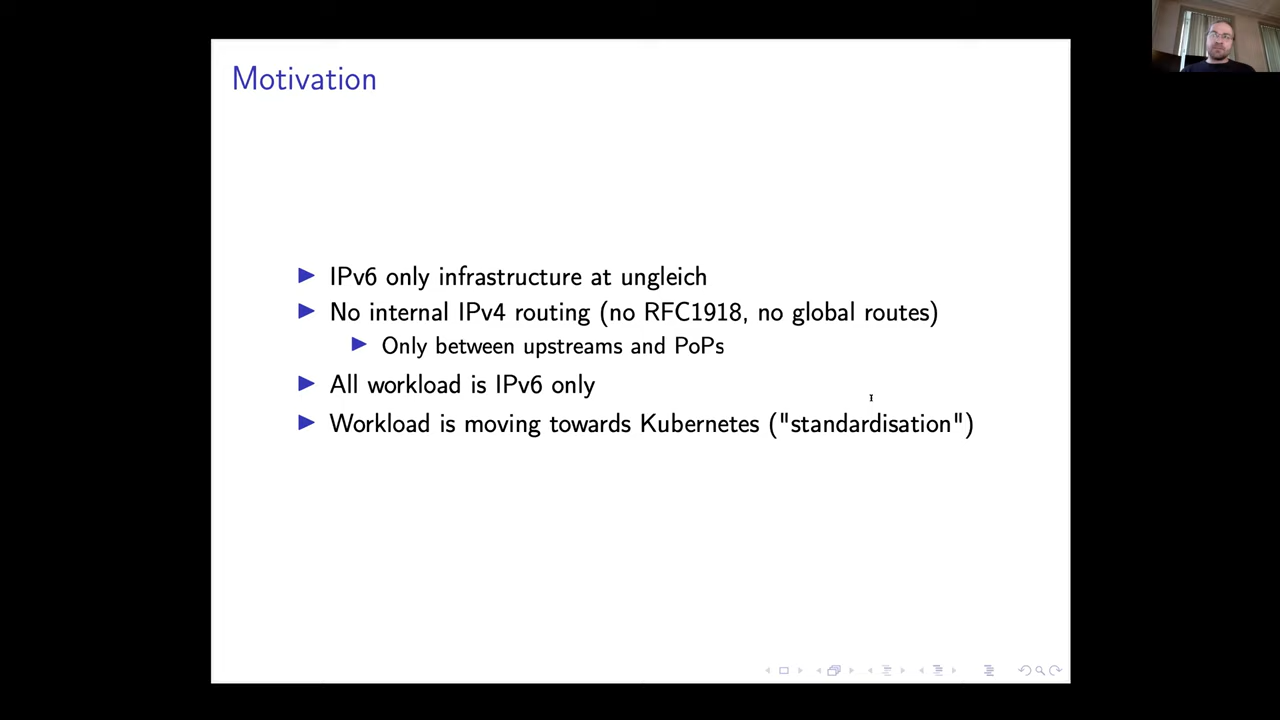 Motivation
IPv6 only infrastructure at ungleich
No internal IPv4 routing (no RFC1918, no global routes)
Only between upstreams and PoPs
All workload is IPv6 only
Workload is moving towards Kubernetes ("standardisation")